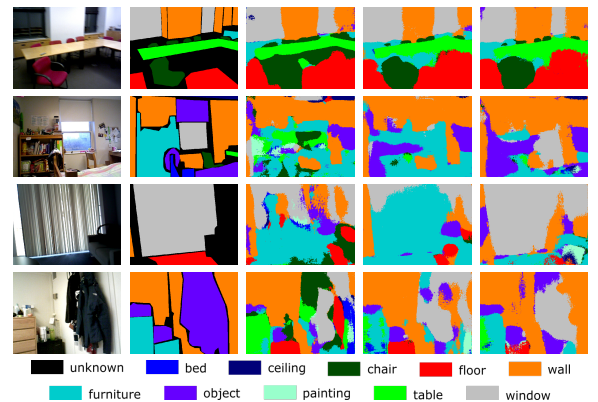 unknown bed ceiling chair floor wall
furniture object painting table window